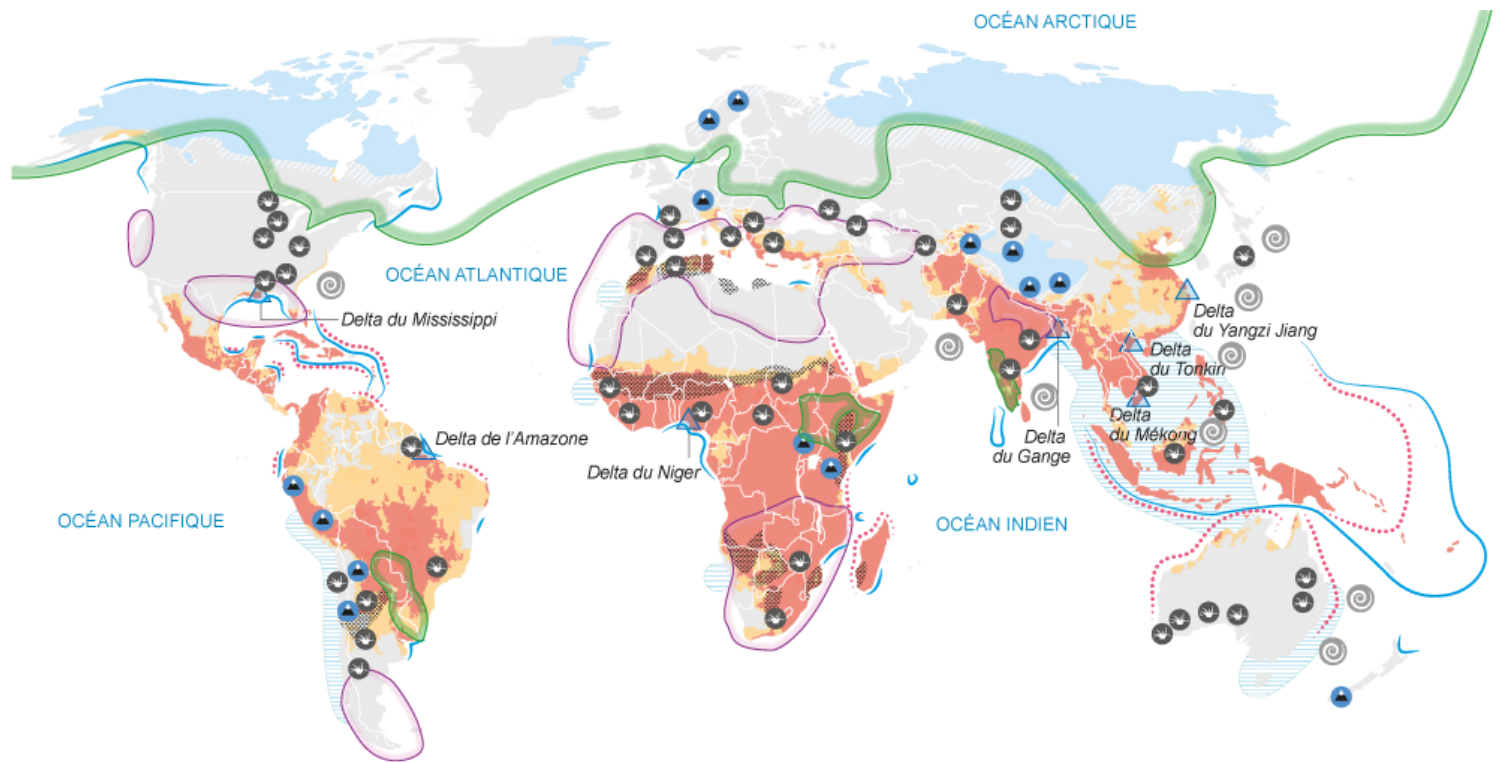 OCÉAN ARCTIQUE
OCÉAN ATLANTIQUE
Delta du Mississippi
Delta
du Yangzi Jiang
Delta
du Tonkin
Delta
du Mékong
Delta de l'Amazone
Delta
du Gange
Delta du Niger
OCÉAN PACIFIQUE
OCÉAN INDIEN